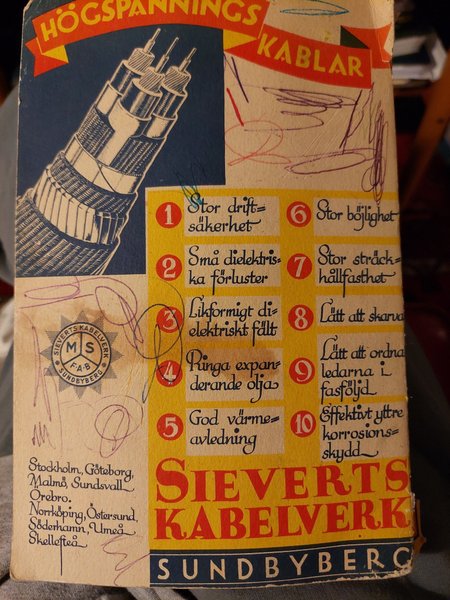 HÖGSPÄNNINGS
KABLAR
1 Stor drift=
säkerhet
2 Små dielektris=
ka förluster
3 Likformigt di=
elektriskt fält
4 Ringa expan=
derande olja
5 God värme=
avledning
6 Stor böjlighet
7 Stor sträck=
hållfasthet
8 Lätt att skarva
9 Lätt att ordna
ledarna i
fasföljd
10 Effektivt yttre
korrosions=
skydd
SIEVERTS KABELVERK
M S
F.A.B
SUNDBYBERG
Stockholm, Göteborg,
Malmö, Sundsvall
Örebro.
Norrköping, Östersund,
Söderhamn, Umeå
Skellefteå
SIEVERTS
KABELVERK
SUNDBYBERG